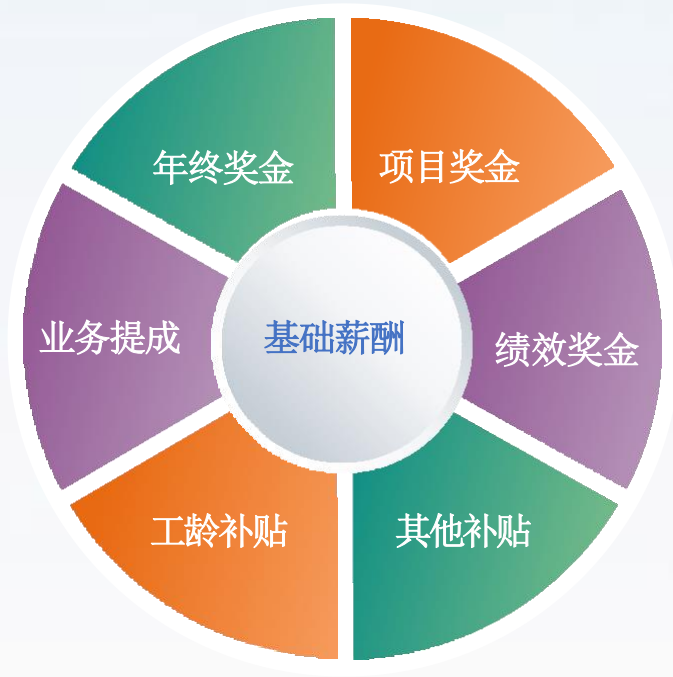 年终奖金
项目奖金
业务提成
基础薪酬
绩效奖金
工龄补贴
其他补贴